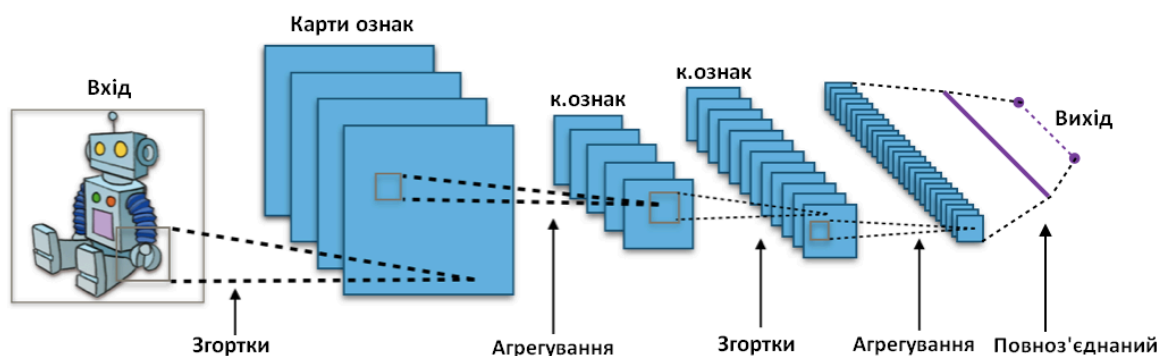 Карти ознак
Вхід
к.ознак
к.ознак
Вихід
Згортки
Агрегування
Згортки
Агрегування
Повноз'єднаний